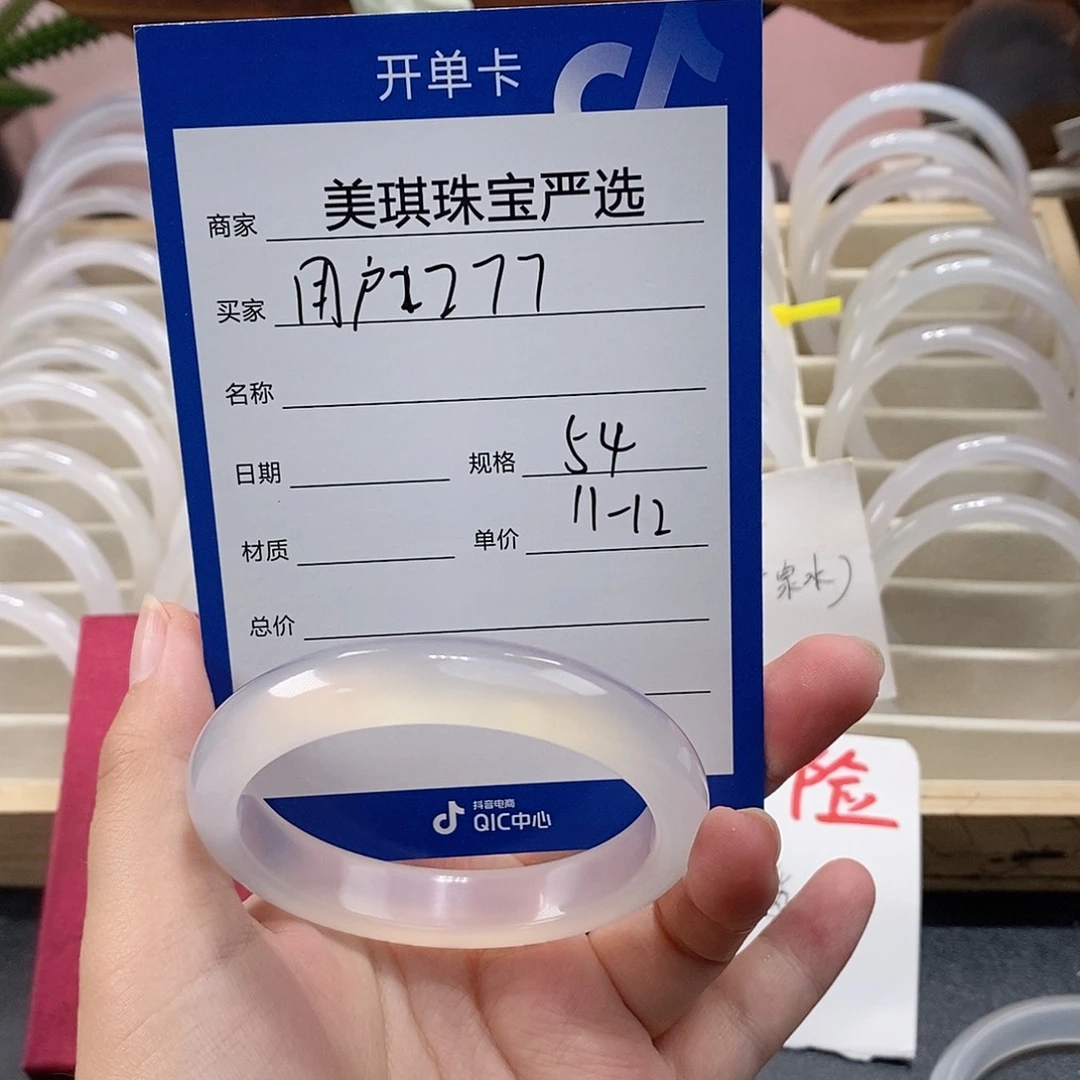 开单卡
商家 美琪珠宝严选
买家 用户1277
名称
日期 规格 54
11-12
材质 单价
总价
抖音电商
QIC中心
泉水)
险